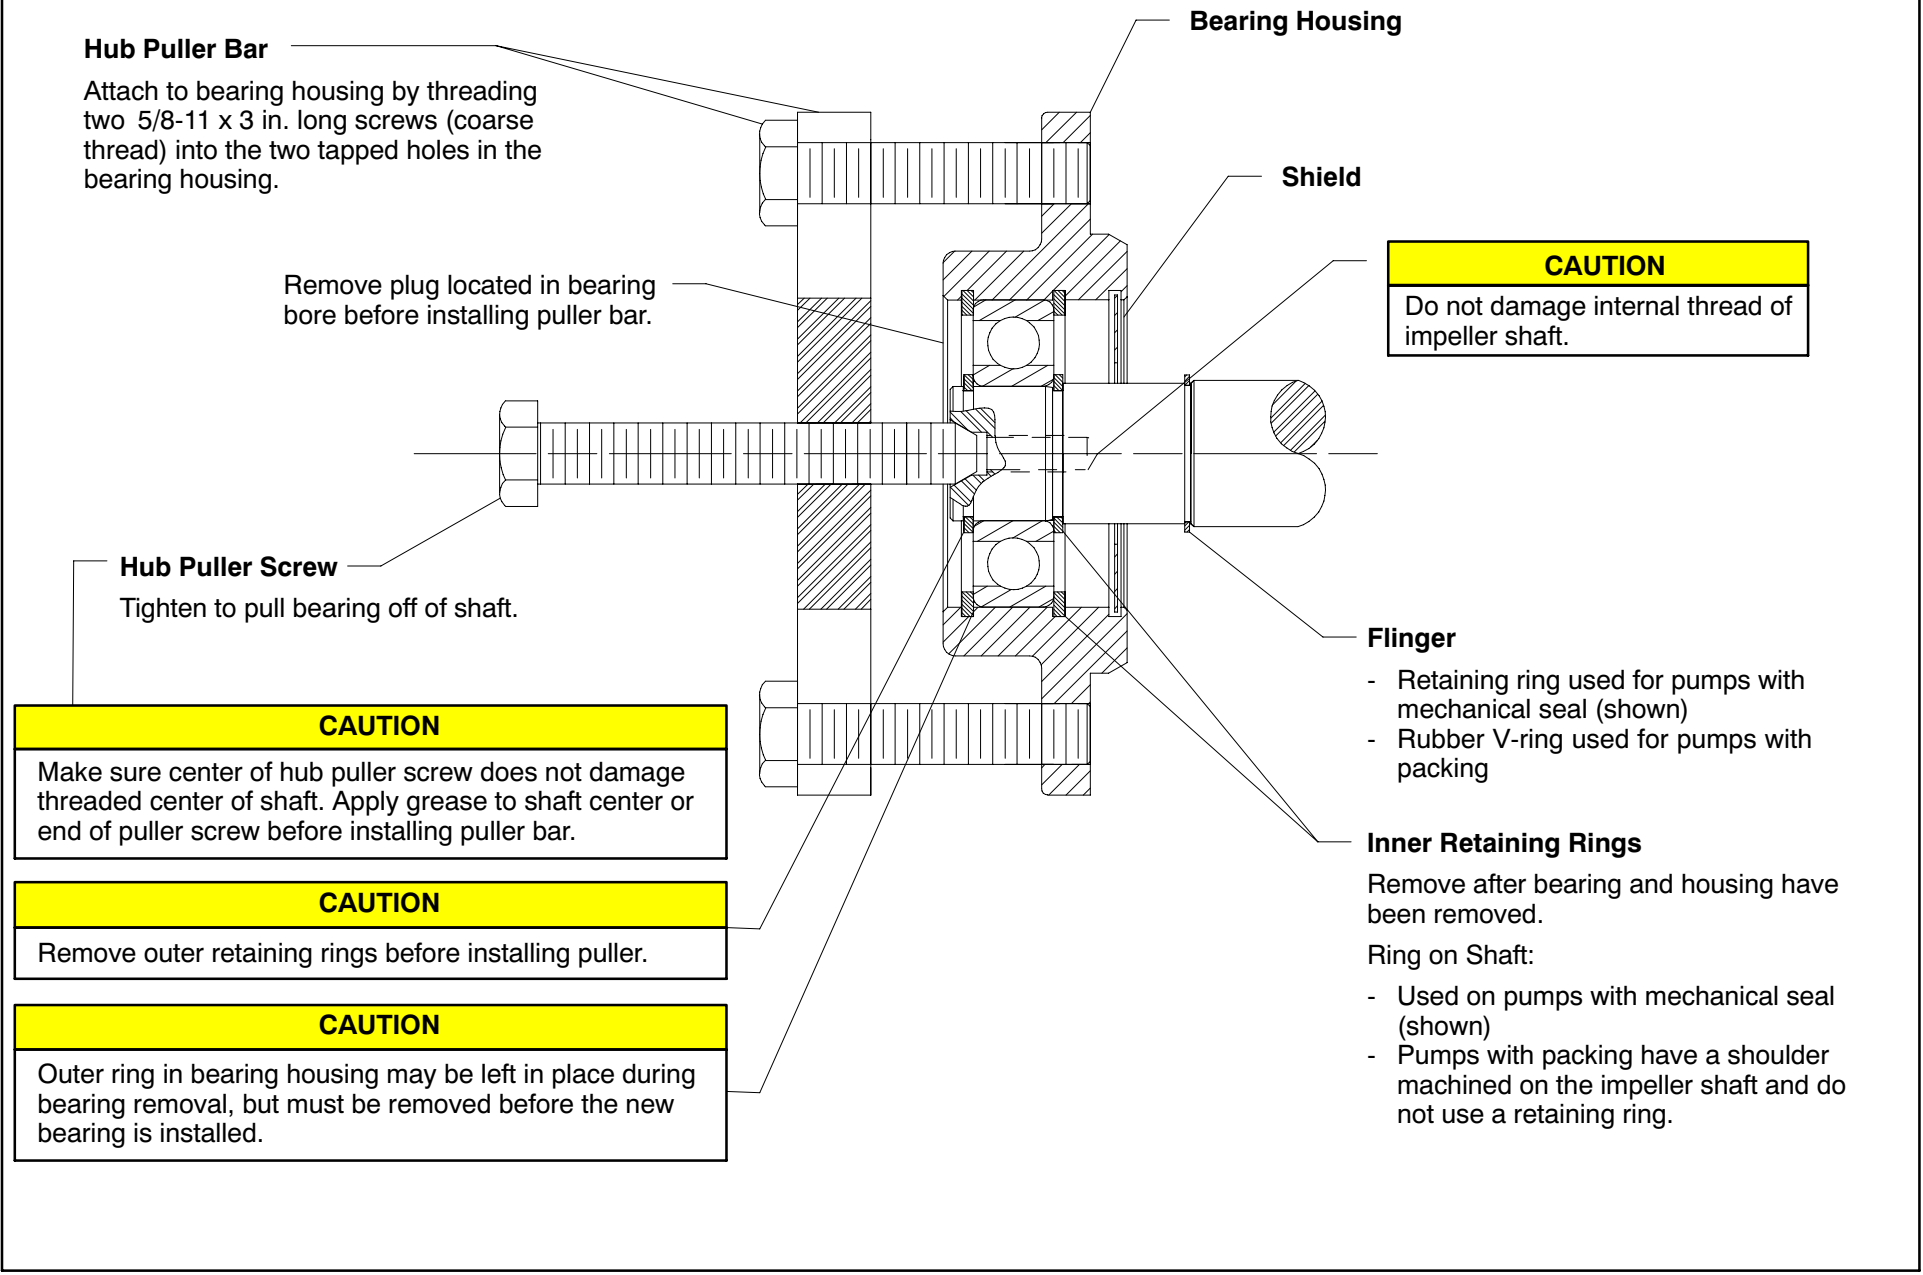 Hub Puller Bar
Attach to bearing housing by threading
two 5/8-11 x 3 in. long screws (coarse
thread) into the two tapped holes in the
bearing housing.
Bearing Housing
Shield
CAUTION
Do not damage internal thread of
impeller shaft.
Remove plug located in bearing
bore before installing puller bar.
Hub Puller Screw
Tighten to pull bearing off of shaft.
CAUTION
Make sure center of hub puller screw does not damage
threaded center of shaft. Apply grease to shaft center or
end of puller screw before installing puller bar.
CAUTION
Remove outer retaining rings before installing puller.
CAUTION
Outer ring in bearing housing may be left in place during
bearing removal, but must be removed before the new
bearing is installed.
Flinger
- Retaining ring used for pumps with
mechanical seal (shown)
- Rubber V-ring used for pumps with
packing
Inner Retaining Rings
Remove after bearing and housing have
been removed.
Ring on Shaft:
- Used on pumps with mechanical seal
(shown)
- Pumps with packing have a shoulder
machined on the impeller shaft and do
not use a retaining ring.